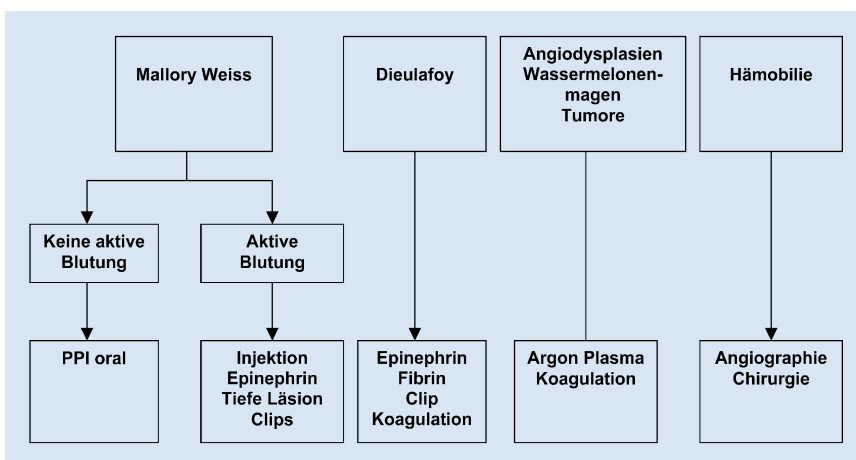 Mallory Weiss
Dieulafoy
Angiodysplasien
Wassermelonen-
magen
Tumore
Hämobilie
Keine aktive
Blutung
Aktive
Blutung
PPI oral
Injektion
Epinephrin
Tiefe Läsion
Clips
Epinephrin
Fibrin
Clip
Koagulation
Argon Plasma
Koagulation
Angiographie
Chirurgie